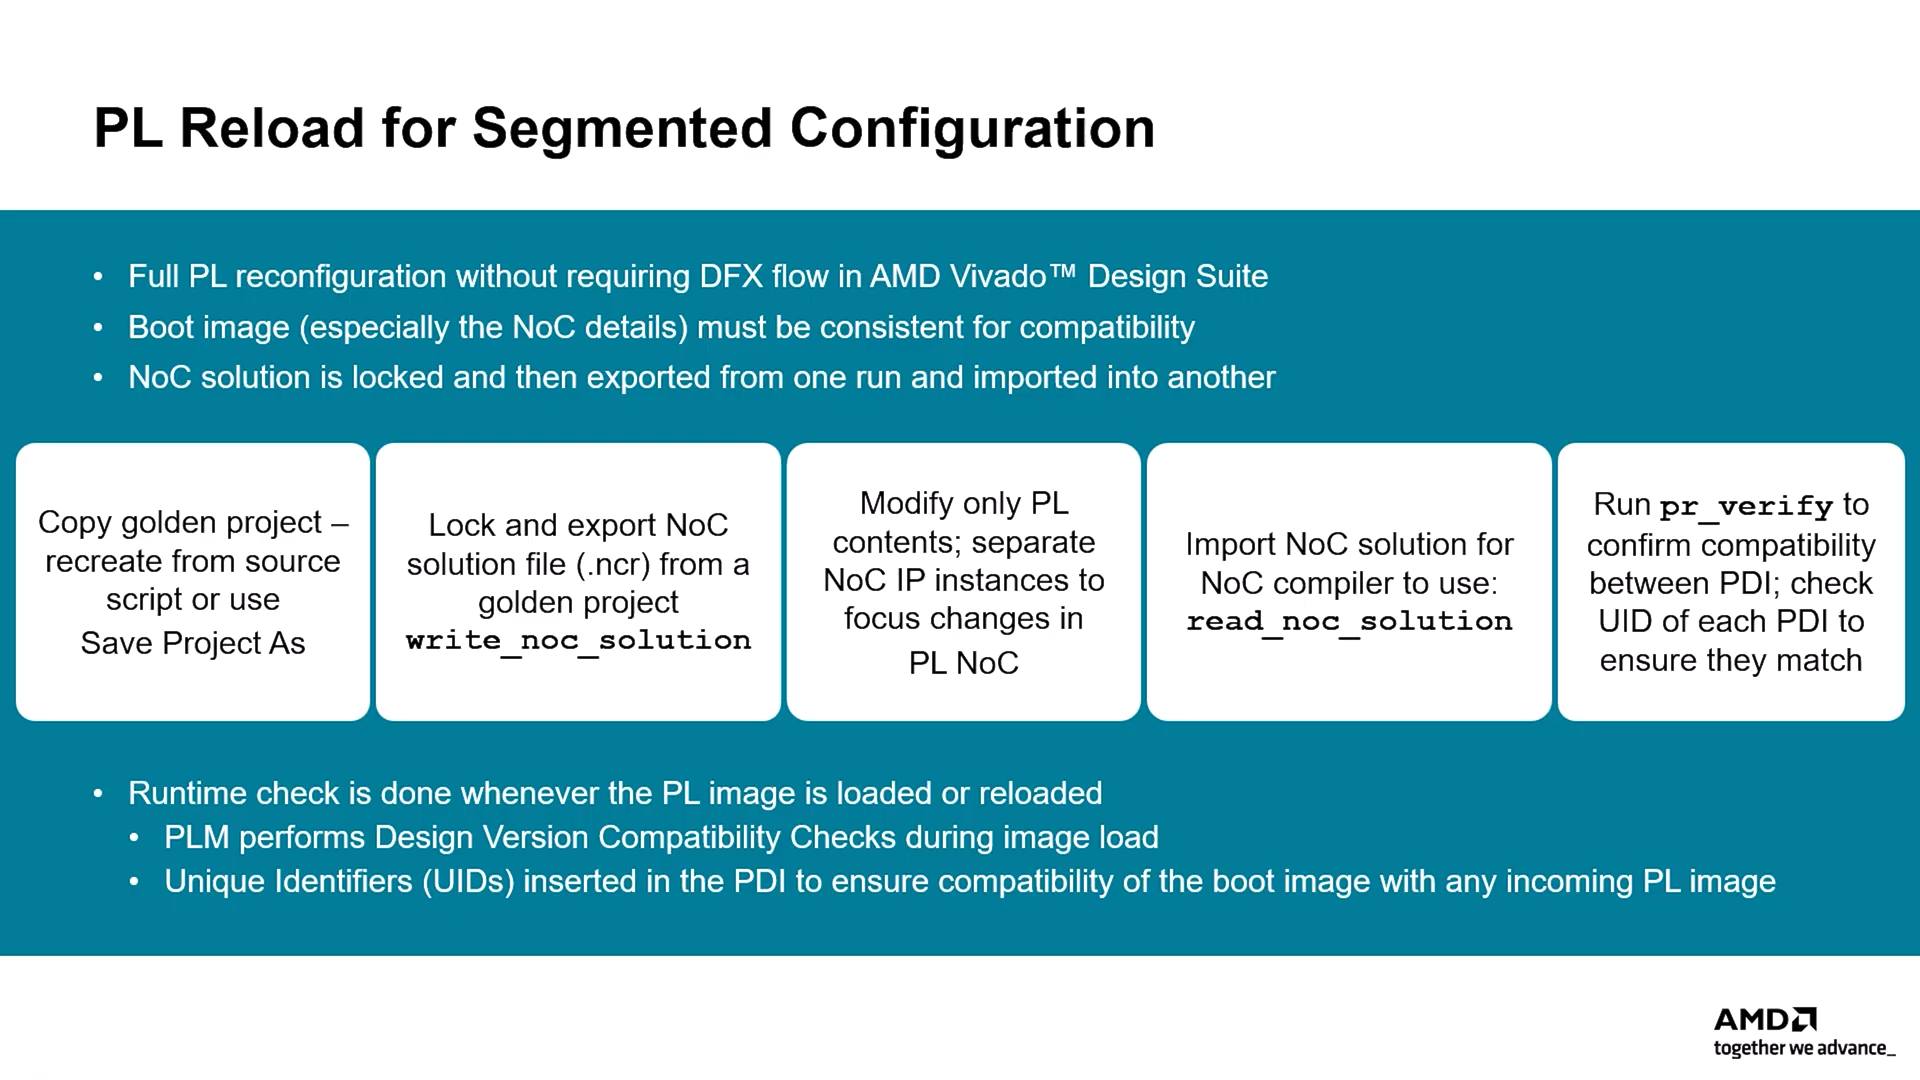 PL Reload for Segmented Configuration
• Full PL reconfiguration without requiring DFX flow in AMD Vivado™ Design Suite
• Boot image (especially the NoC details) must be consistent for compatibility
• NoC solution is locked and then exported from one run and imported into another
Copy golden project –
recreate from source
script or use
Save Project As
Lock and export NoC
solution file (.ncr) from a
golden project
write_noc_solution
Modify only PL
contents; separate
NoC IP instances to
focus changes in
PL NoC
Import NoC solution for
NoC compiler to use:
read_noc_solution
Run pr_verify to
confirm compatibility
between PDI; check
UID of each PDI to
ensure they match
• Runtime check is done whenever the PL image is loaded or reloaded
• PLM performs Design Version Compatibility Checks during image load
• Unique Identifiers (UIDs) inserted in the PDI to ensure compatibility of the boot image with any incoming PL image
AMD
together we advance_